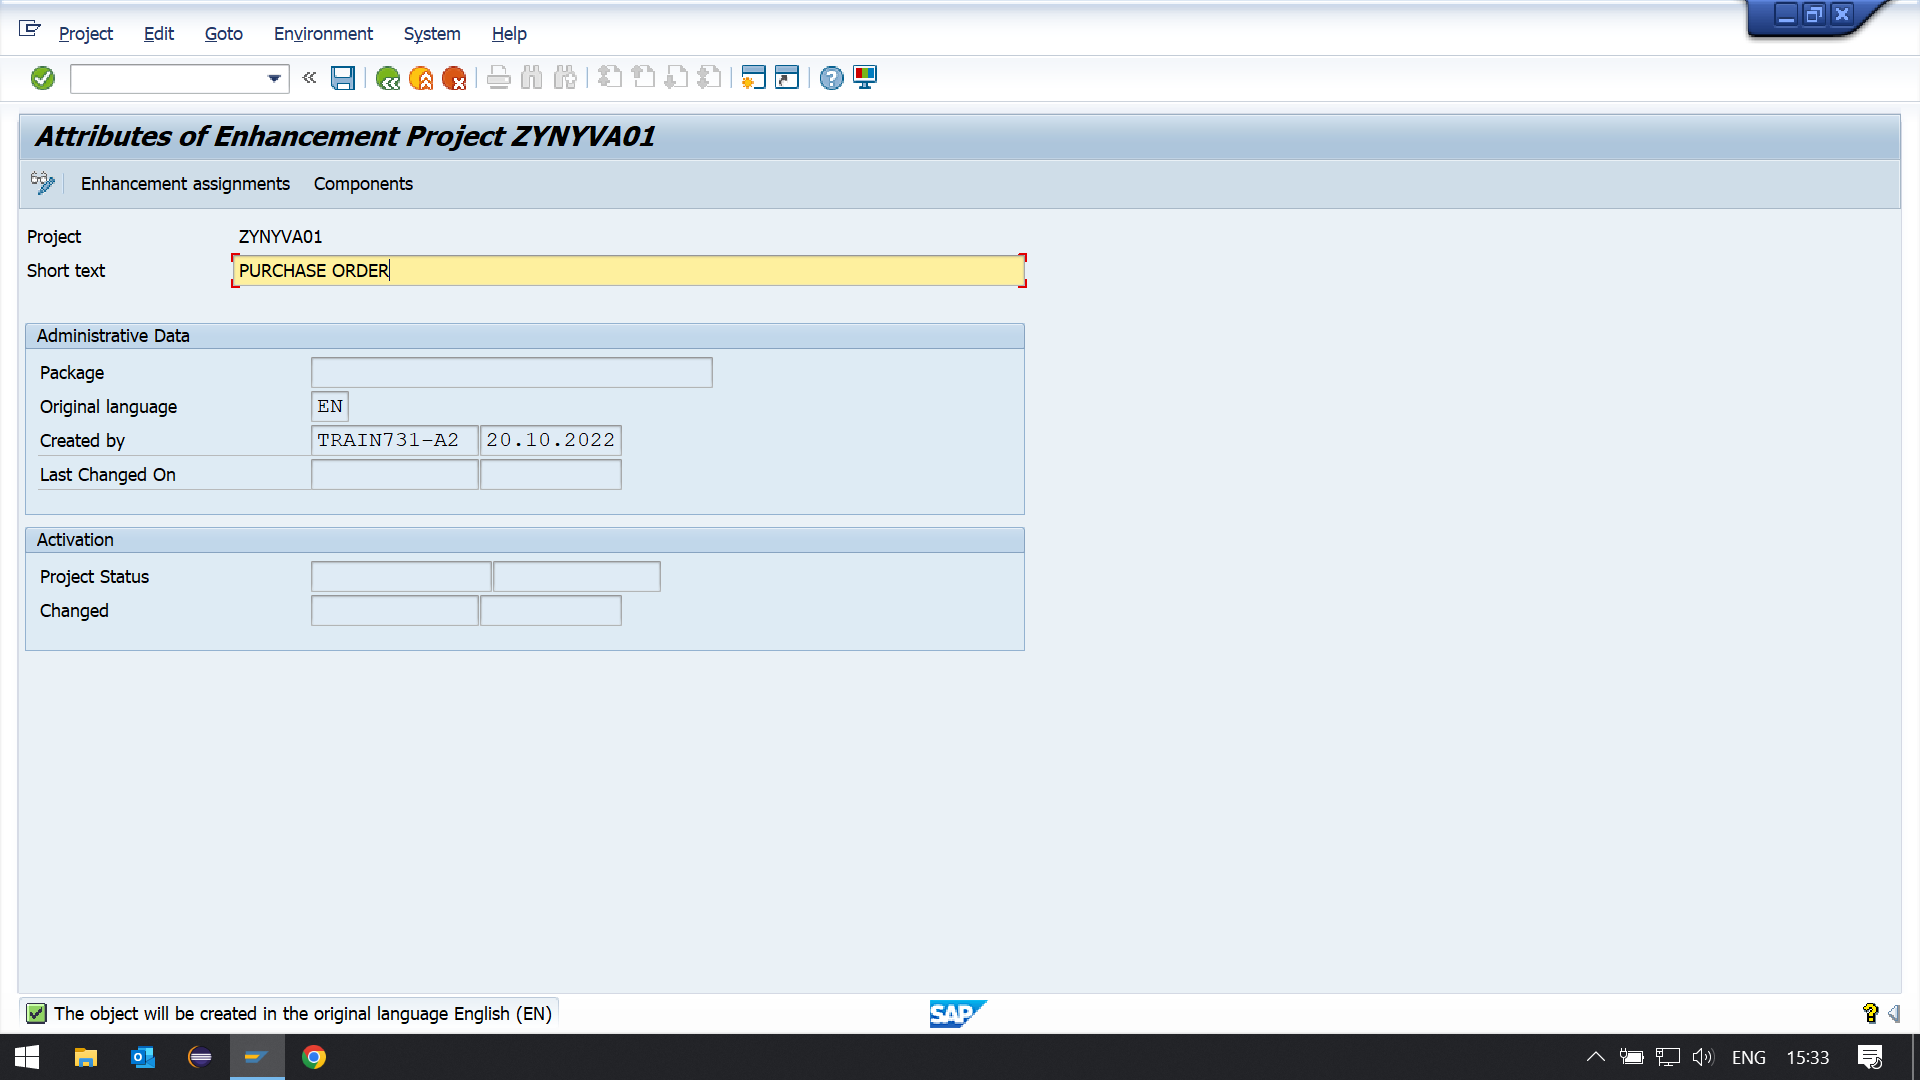 Project Edit Goto Environment System Help
Attributes of Enhancement Project ZYNYVA01
Enhancement assignments Components
Project ZYNYVA01
Short text PURCHASE ORDER
Administrative Data
Package
Original language EN
Created by TRAIN731-A2 20.10.2022
Last Changed On
Activation
Project Status
Changed
The object will be created in the original language English (EN)
SAP
ENG 15:33